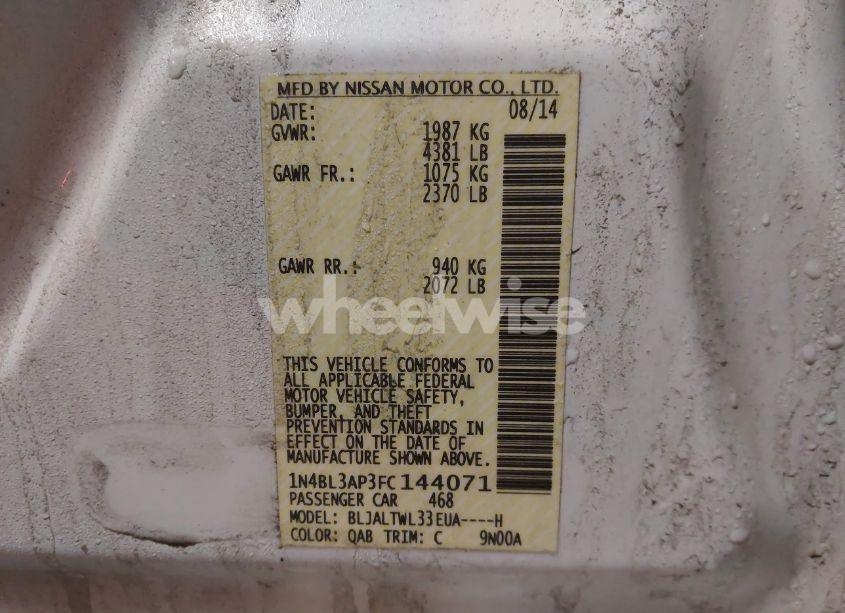 MFD BY NISSAN MOTOR CO., LTD.
DATE: 08/14
GVWR: 1987 KG
4381 LB
GAWR FR.: 1075 KG
2370 LB
GAWR RR.: 940 KG
2072 LB
wheelwise
THIS VEHICLE CONFORMS TO
ALL APPLICABLE FEDERAL
MOTOR VEHICLE SAFETY,
BUMPER, AND THEFT
PREVENTION STANDARDS IN
EFFECT ON THE DATE OF
MANUFACTURE SHOWN ABOVE.
1N4BL3AP3FC144071
PASSENGER CAR 468
MODEL: BLJALTWL33EUA----H
COLOR: QAB TRIM: C 9N00A